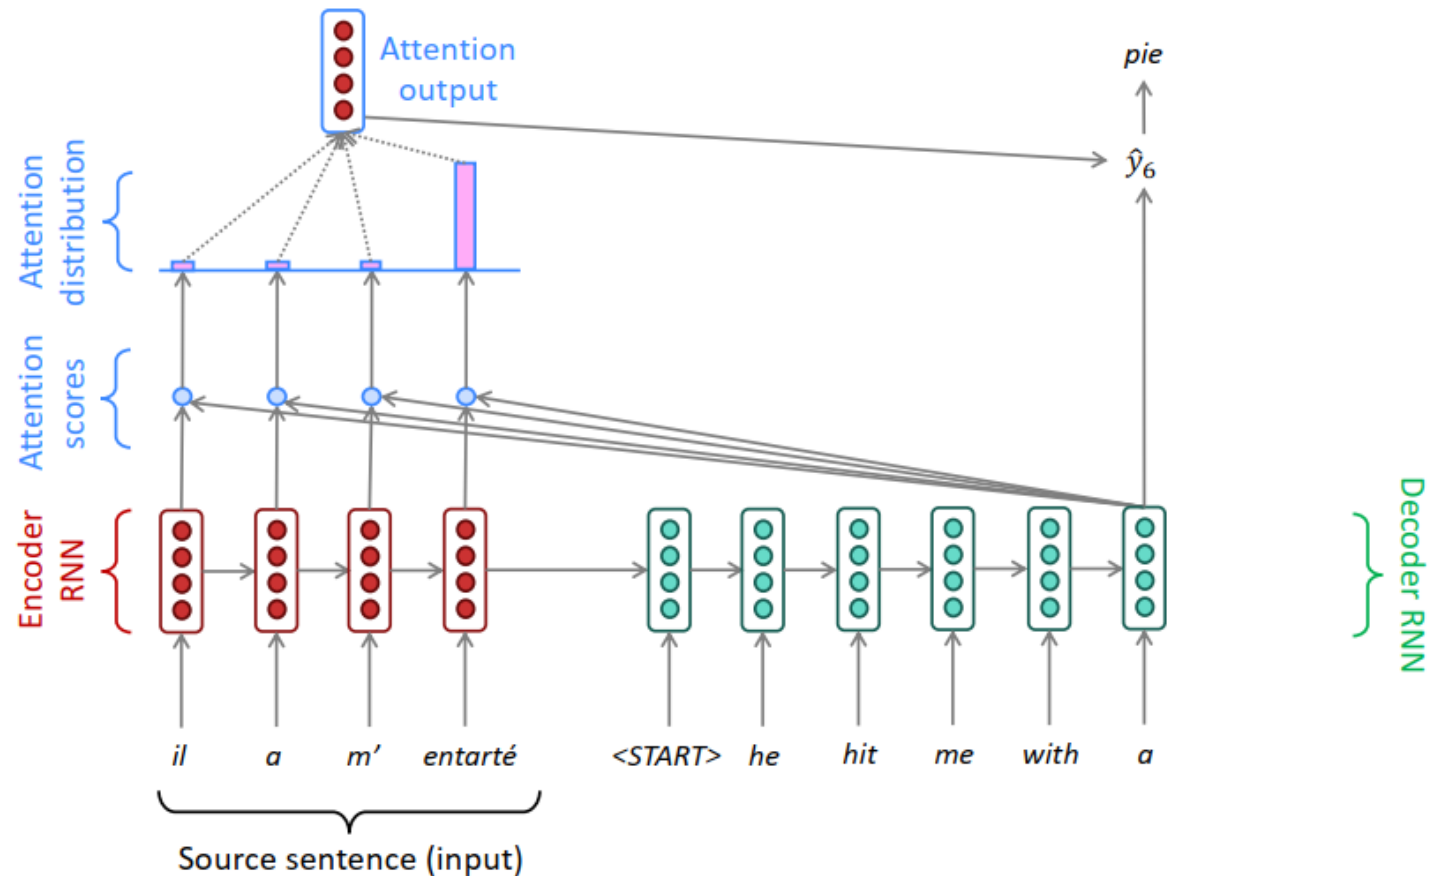 Attention
output
pie
Attention
distribution
ŷ₆
Attention
scores
Encoder
RNN
Decoder RNN
il a m’ entarté <START> he hit me with a
Source sentence (input)